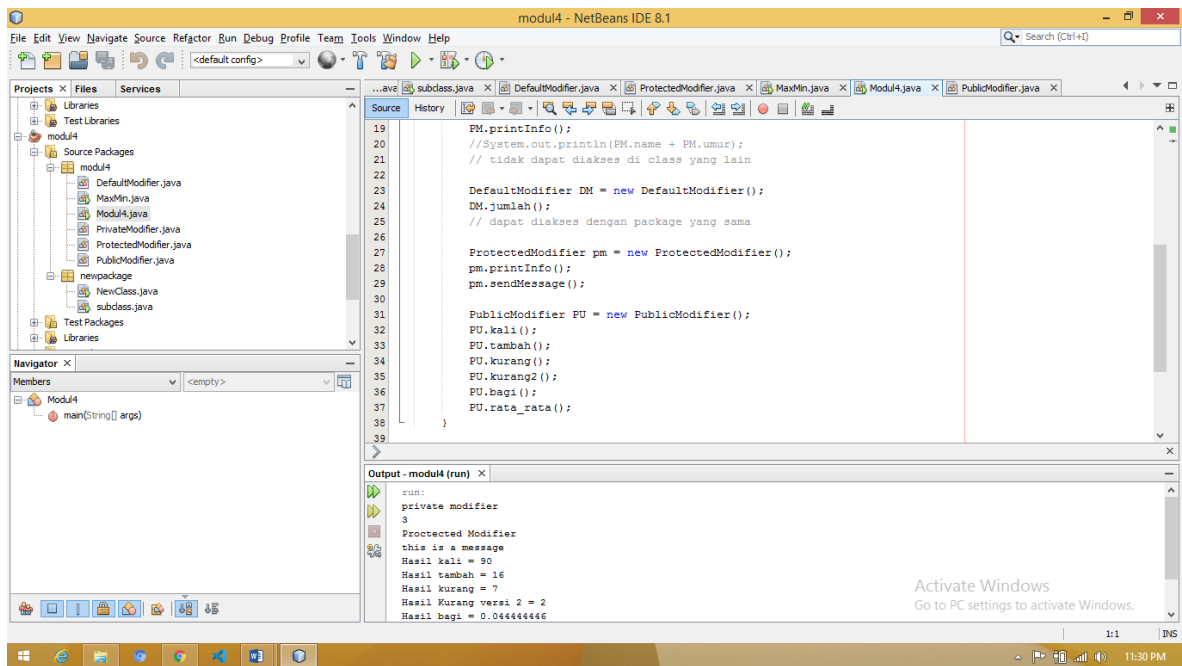 modul4 - NetBeans IDE 8.1
File Edit View Navigate Source Refactor Run Debug Profile Team Tools Window Help
Search (Ctrl+I)
<default config>
Projects Files Services
Libraries
Test Libraries
modul4
Source Packages
modul4
DefaultModifier.java
MaxMin.java
Modul4.java
PrivateModifier.java
ProtectedModifier.java
PublicModifier.java
newpackage
NewClass.java
subclass.java
Test Packages
Libraries
Navigator
Members <empty>
Modul4
main(String[] args)
...ava subclass.java DefaultModifier.java ProtectedModifier.java MaxMin.java Modul4.java PublicModifier.java
Source History
19 PM.printInfo();
20 //System.out.println(PM.name + PM.umur);
21 // tidak dapat diakses di class yang lain
22
23 DefaultModifier DM = new DefaultModifier();
24 DM.jumlah();
25 // dapat diakses dengan package yang sama
26
27 ProtectedModifier pm = new ProtectedModifier();
28 pm.printInfo();
29 pm.sendMessage();
30
31 PublicModifier PU = new PublicModifier();
32 PU.kali();
33 PU.tambah();
34 PU.kurang();
35 PU.kurang2();
36 PU.bagi();
37 PU.rata_rata();
38 }
39
Output - modul4 (run)
run:
private modifier
3
Proctected Modifier
this is a message
Hasil kali = 90
Hasil tambah = 16
Hasil kurang = 7
Hasil Kurang versi 2 = 2
Hasil bagi = 0.044444446
Activate Windows
Go to PC settings to activate Windows.
1:1 INS
11:30 PM